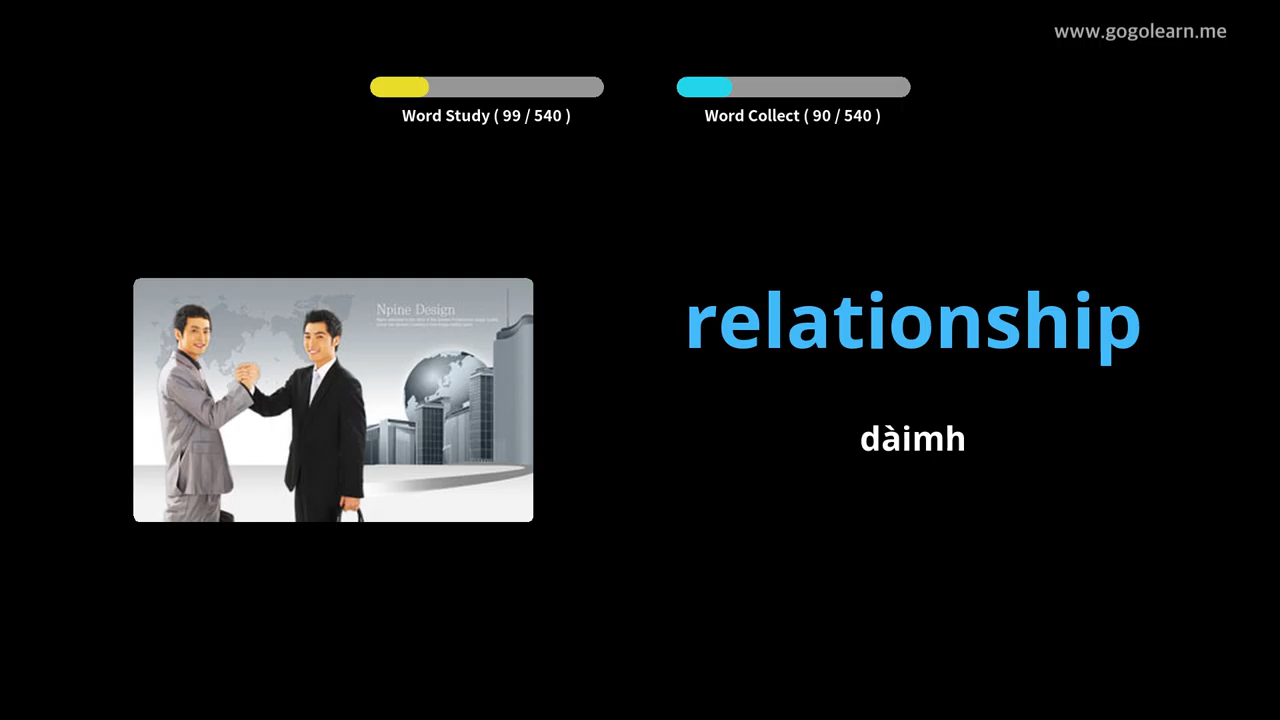 www.gogolearn.me
Word Study ( 99 / 540 )
Word Collect ( 90 / 540 )
Npine Design
relationship
dàimh